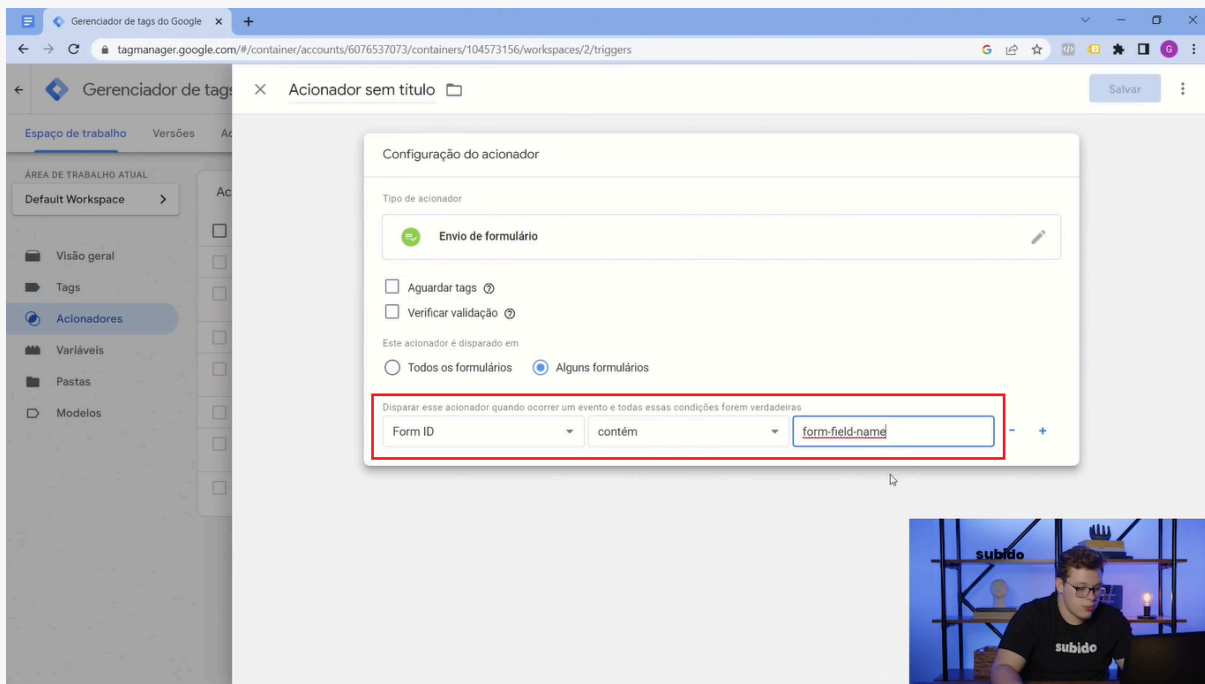 Gerenciador de tags do Google
tagmanager.google.com/#/container/accounts/6076537073/containers/104573156/workspaces/2/triggers
Gerenciador de tags
Acionador sem título
Salvar
Espaço de trabalho
Versões
Ac
ÁREA DE TRABALHO ATUAL
Default Workspace
Ac
Visão geral
Tags
Acionadores
Variáveis
Pastas
Modelos
Configuração do acionador
Tipo de acionador
Envio de formulário
Aguardar tags
Verificar validação
Este acionador é disparado em
Todos os formulários
Alguns formulários
Disparar esse acionador quando ocorrer um evento e todas essas condições forem verdadeiras
Form ID
contém
form-field-name
subido
subido